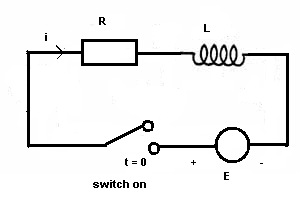 R
L
i
t = 0
+ -
E
switch on